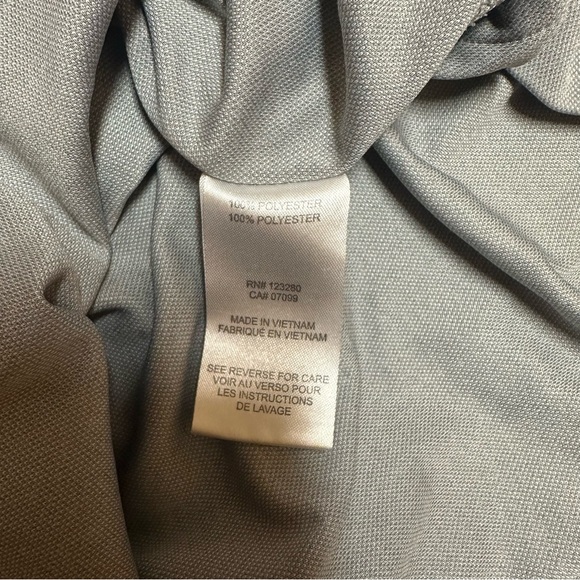 100% POLYESTER
100% POLYESTER
RN# 123280
CA# 07099
MADE IN VIETNAM
FABRIQUÉ EN VIETNAM
SEE REVERSE FOR CARE
VOIR AU VERSO POUR
LES INSTRUCTIONS
DE LAVAGE